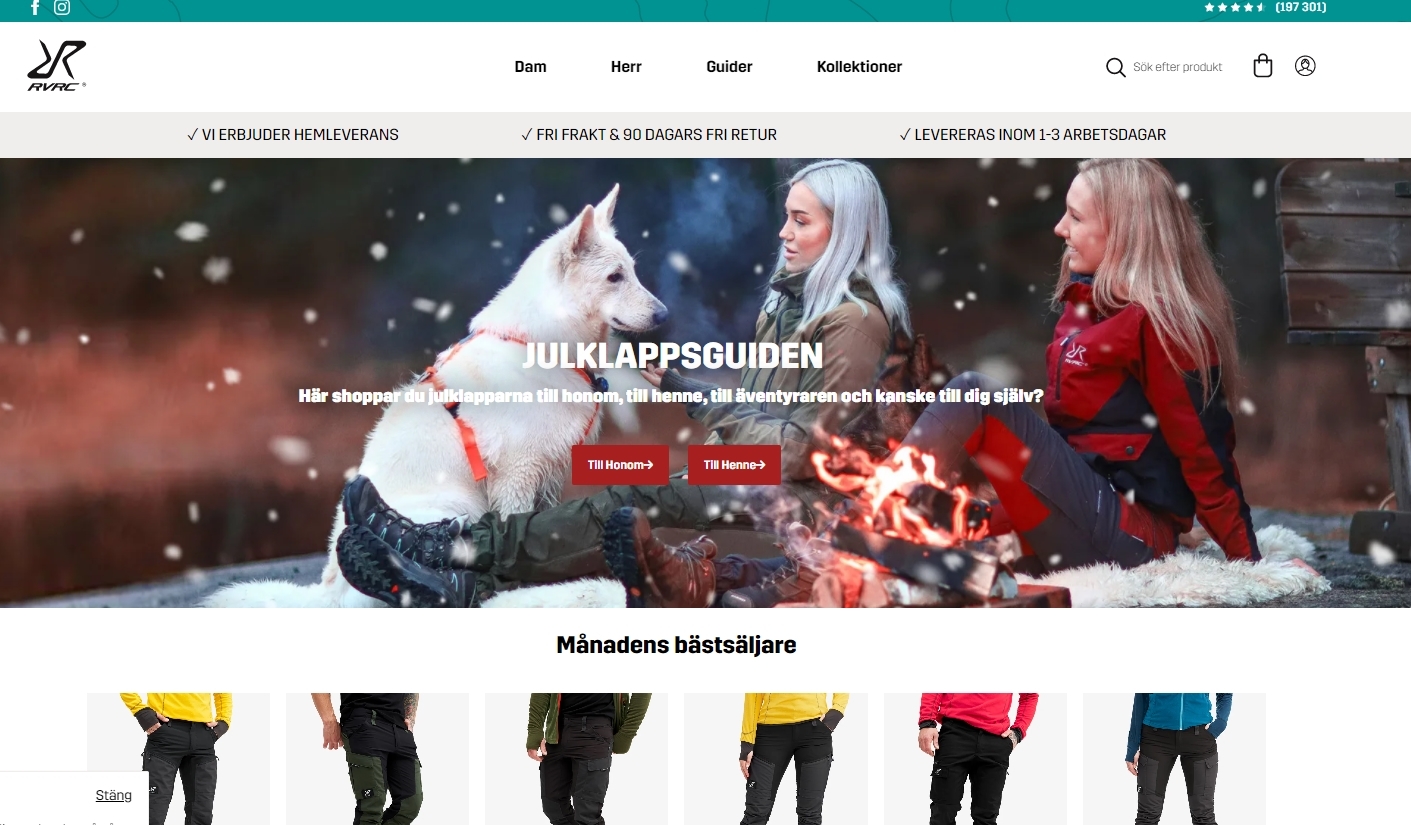 (197 301)
RVRC®
Dam
Herr
Guider
Kollektioner
Sök efter produkt
✓ VI ERBJUDER HEMLEVERANS
✓ FRI FRAKT & 90 DAGARS FRI RETUR
✓ LEVERERAS INOM 1-3 ARBETSDAGAR
JULKLAPPSGUIDEN
Här shoppar du julklapparna till honom, till henne, till äventyraren och kanske till dig själv?
Till Honom→
Till Henne→
Månadens bästsäljare
Stäng